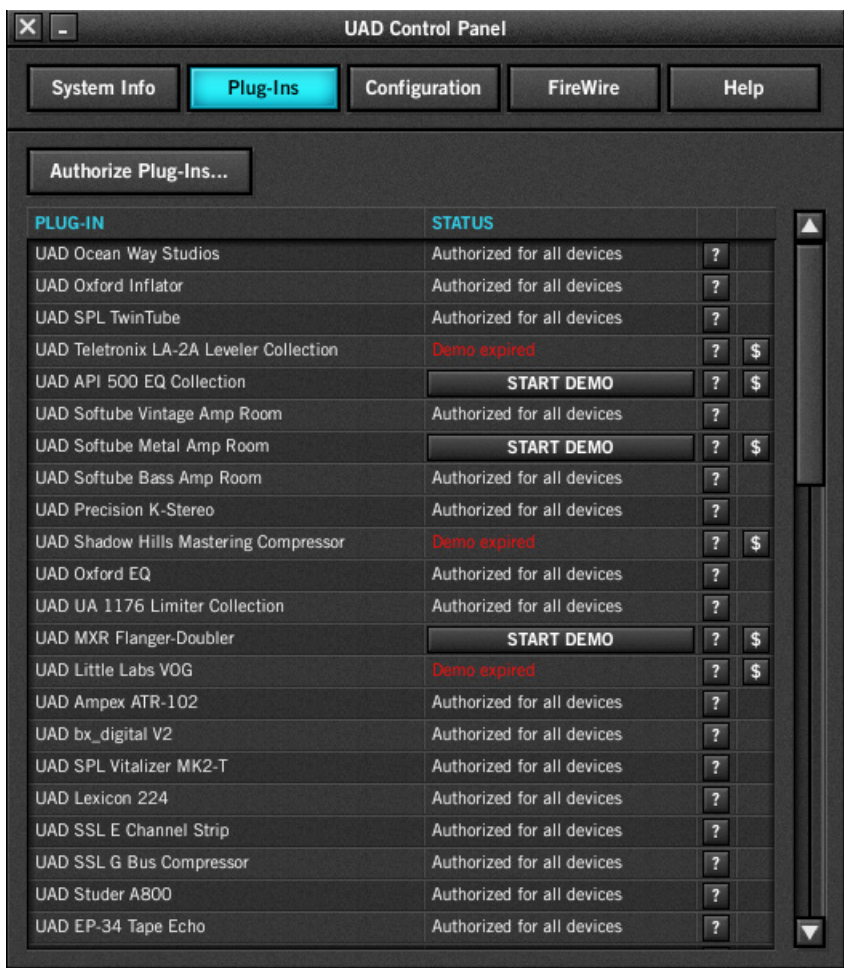 UAD Control Panel
System Info Plug-Ins Configuration FireWire Help
Authorize Plug-Ins...
PLUG-IN STATUS
UAD Ocean Way Studios Authorized for all devices ?
UAD Oxford Inflator Authorized for all devices ?
UAD SPL TwinTube Authorized for all devices ?
UAD Teletronix LA-2A Leveler Collection Demo expired ? $
UAD API 500 EQ Collection START DEMO ? $
UAD Softube Vintage Amp Room Authorized for all devices ?
UAD Softube Metal Amp Room START DEMO ? $
UAD Softube Bass Amp Room Authorized for all devices ?
UAD Precision K-Stereo Authorized for all devices ?
UAD Shadow Hills Mastering Compressor Demo expired ? $
UAD Oxford EQ Authorized for all devices ?
UAD UA 1176 Limiter Collection Authorized for all devices ?
UAD MXR Flanger-Doubler START DEMO ? $
UAD Little Labs VOG Demo expired ? $
UAD Ampex ATR-102 Authorized for all devices ?
UAD bx_digital V2 Authorized for all devices ?
UAD SPL Vitalizer MK2-T Authorized for all devices ?
UAD Lexicon 224 Authorized for all devices ?
UAD SSL E Channel Strip Authorized for all devices ?
UAD SSL G Bus Compressor Authorized for all devices ?
UAD Studer A800 Authorized for all devices ?
UAD EP-34 Tape Echo Authorized for all devices ?